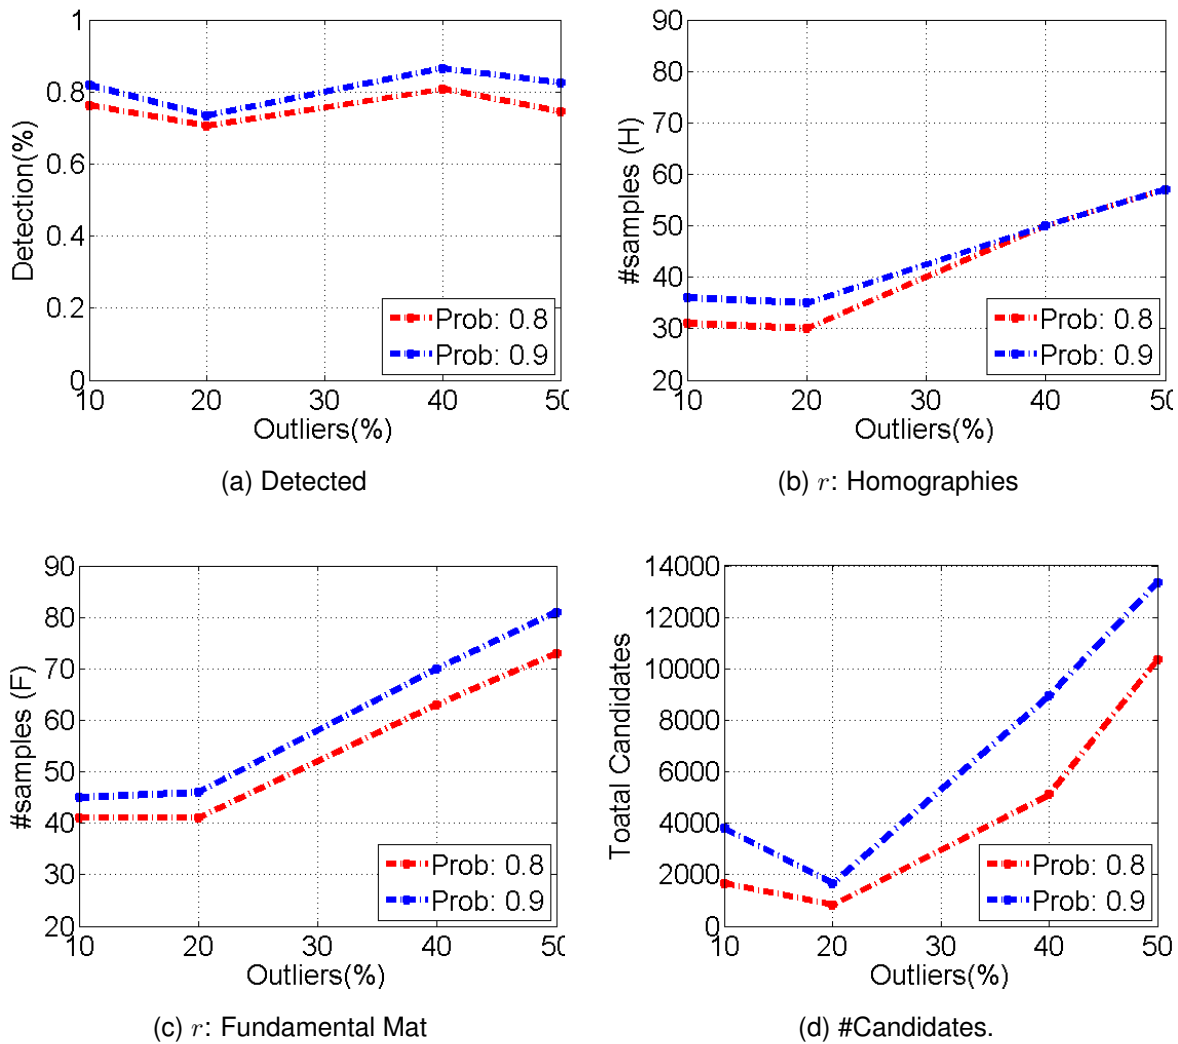 1
0.8
0.6
0.4
0.2
0
Detection(%)
10 20 30 40 50
Outliers(%)
Prob: 0.8
Prob: 0.9
(a) Detected
90
80
70
60
50
40
30
20
#samples (H)
10 20 30 40 50
Outliers(%)
Prob: 0.8
Prob: 0.9
(b) r: Homographies
90
80
70
60
50
40
30
20
#samples (F)
10 20 30 40 50
Outliers(%)
Prob: 0.8
Prob: 0.9
(c) r: Fundamental Mat
14000
12000
10000
8000
6000
4000
2000
0
Toatal Candidates
10 20 30 40 50
Outliers(%)
Prob: 0.8
Prob: 0.9
(d) #Candidates.